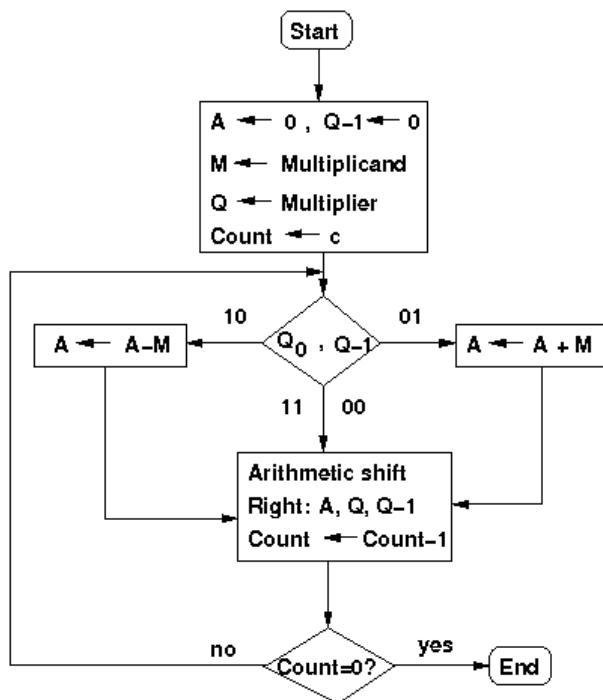 Start
A ← 0 , Q−1 ← 0
M ← Multiplicand
Q ← Multiplier
Count ← c
10
01
A ← A−M
Q0 , Q−1
A ← A + M
11
00
Arithmetic shift
Right: A, Q, Q−1
Count ← Count−1
no
Count=0?
yes
End